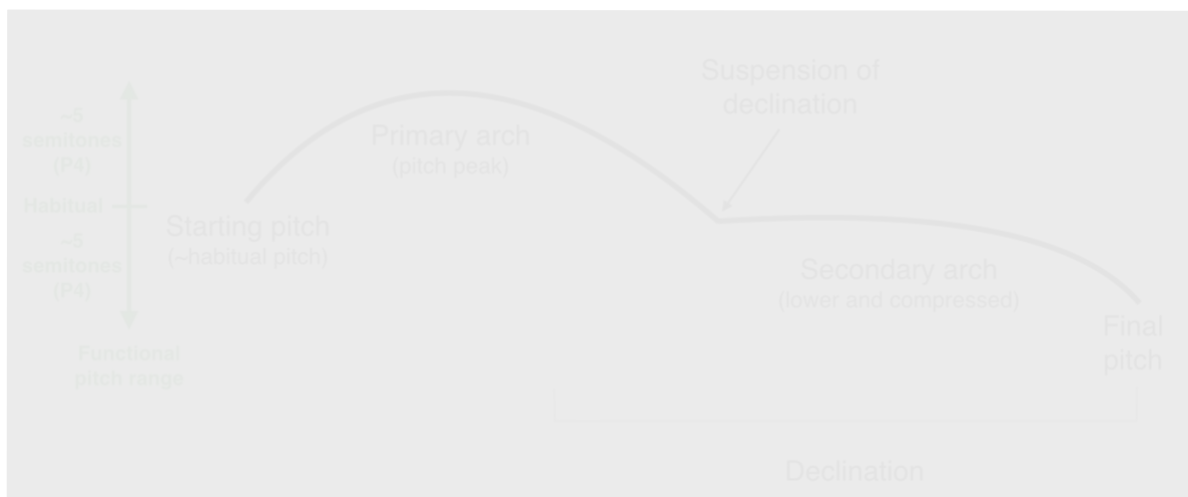 Suspension of
declination
~5
semitones
(P4)
Primary arch
(pitch peak)
Habitual
Starting pitch
(~habitual pitch)
~5
semitones
(P4)
Secondary arch
(lower and compressed)
Final
pitch
Functional
pitch range
Declination